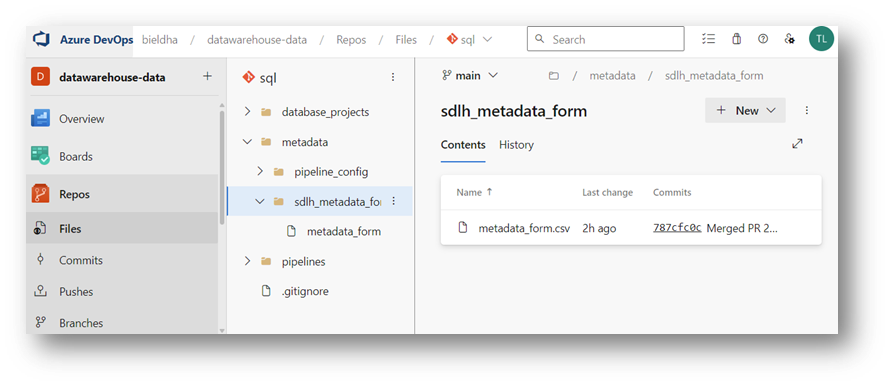 Azure DevOps bieldha / datawarehouse-data / Repos / Files / sql Search TL
D datawarehouse-data +
Overview
Boards
Repos
Files
Commits
Pushes
Branches
sql
database_projects
metadata
pipeline_config
sdlh_metadata_fo
metadata_form
pipelines
.gitignore
main / metadata / sdlh_metadata_form
sdlh_metadata_form
+ New
Contents History
Name ↑ Last change Commits
metadata_form.csv 2h ago 787cfc0c Merged PR 2...